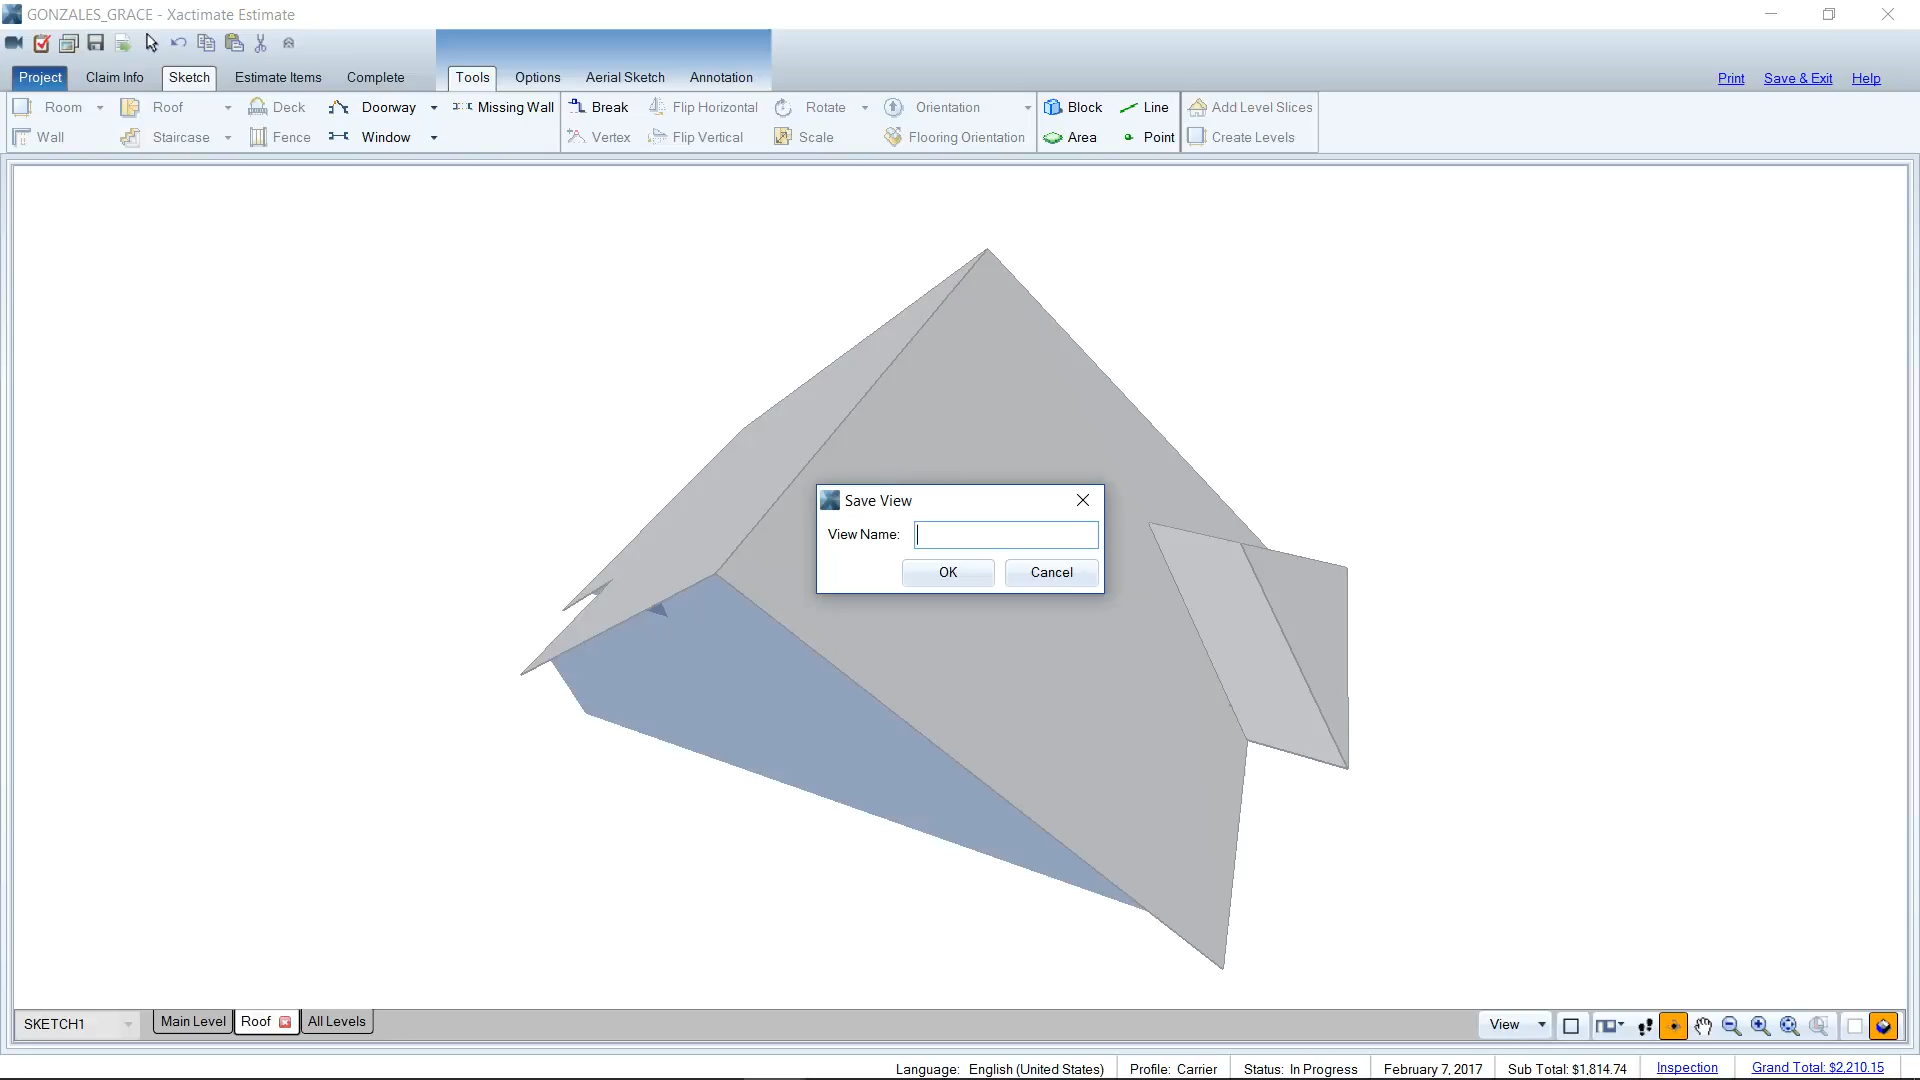 GONZALES_GRACE - Xactimate Estimate
Project Claim Info Sketch Estimate Items Complete Tools Options Aerial Sketch Annotation Print Save & Exit Help
Room Roof Deck Doorway Missing Wall Break Flip Horizontal Rotate Orientation Block Line Add Level Slices
Wall Staircase Fence Window Vertex Flip Vertical Scale Flooring Orientation Area Point Create Levels
Save View
View Name:
OK Cancel
SKETCH1 Main Level Roof All Levels View
Language: English (United States) Profile: Carrier Status: In Progress February 7, 2017 Sub Total: $1,814.74 Inspection Grand Total: $2,210.15